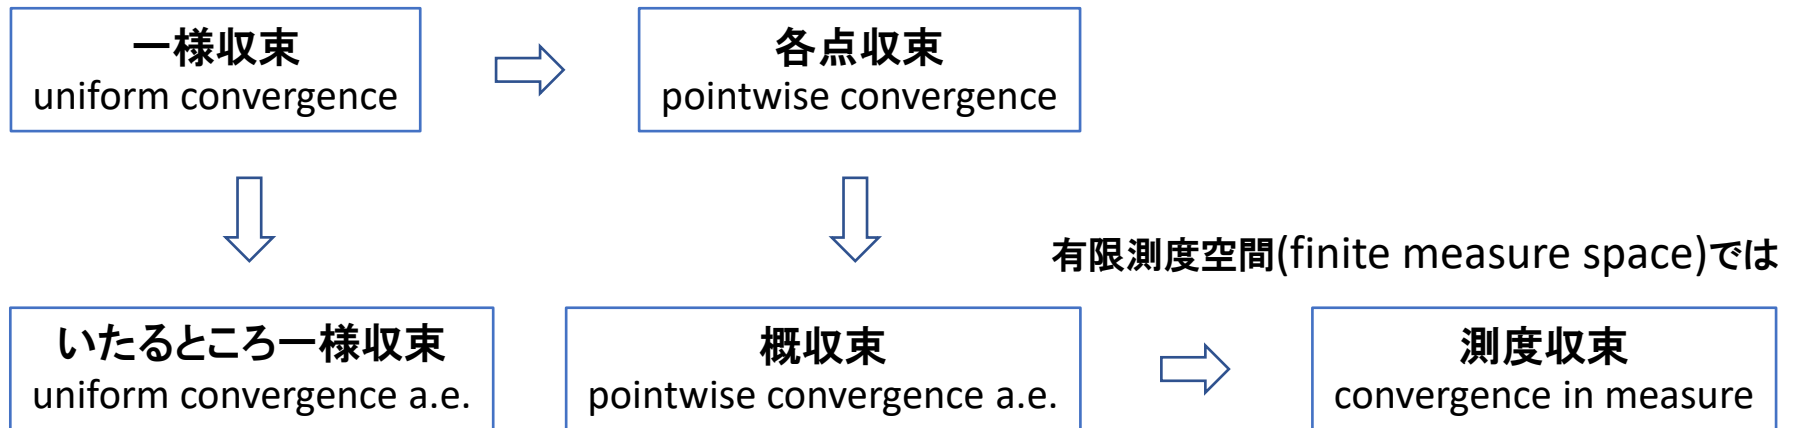 一様収束
uniform convergence
各点収束
pointwise convergence
有限測度空間(finite measure space)では
いたるところ一様収束
uniform convergence a.e.
概収束
pointwise convergence a.e.
測度収束
convergence in measure